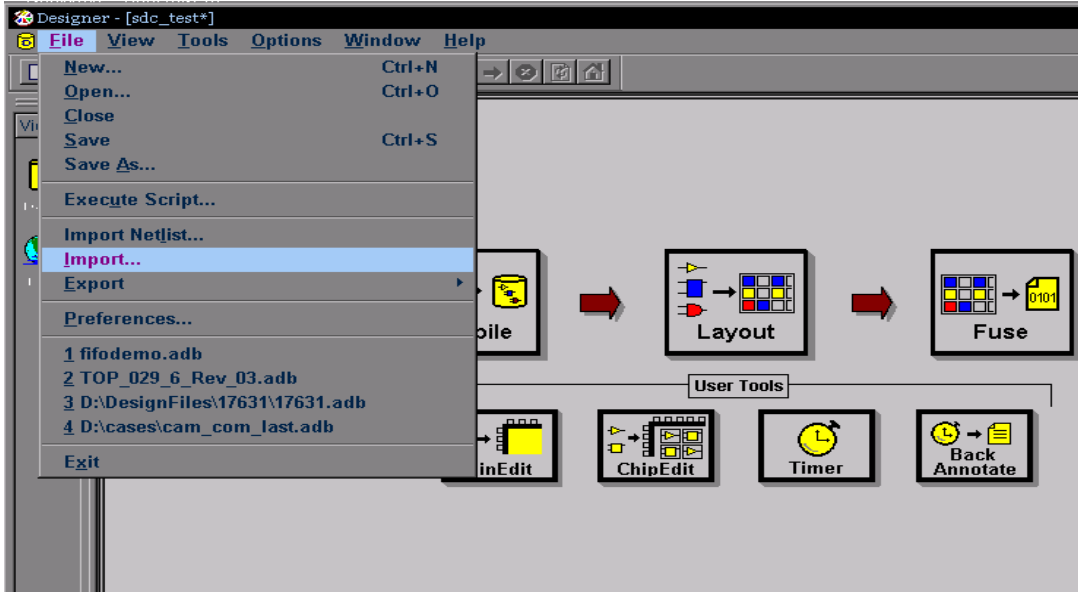 Designer - [sdc_test*]
File View Tools Options Window Help
New... Ctrl+N
Open... Ctrl+O
Close
Save Ctrl+S
Save As...
Execute Script...
Import Netlist...
Import...
Export
Preferences...
1 fifodemo.adb
2 TOP_029_6_Rev_03.adb
3 D:\DesignFiles\17631\17631.adb
4 D:\cases\cam_com_last.adb
Exit
Layout
0101
Fuse
User Tools
ChipEdit
Timer
Back
Annotate